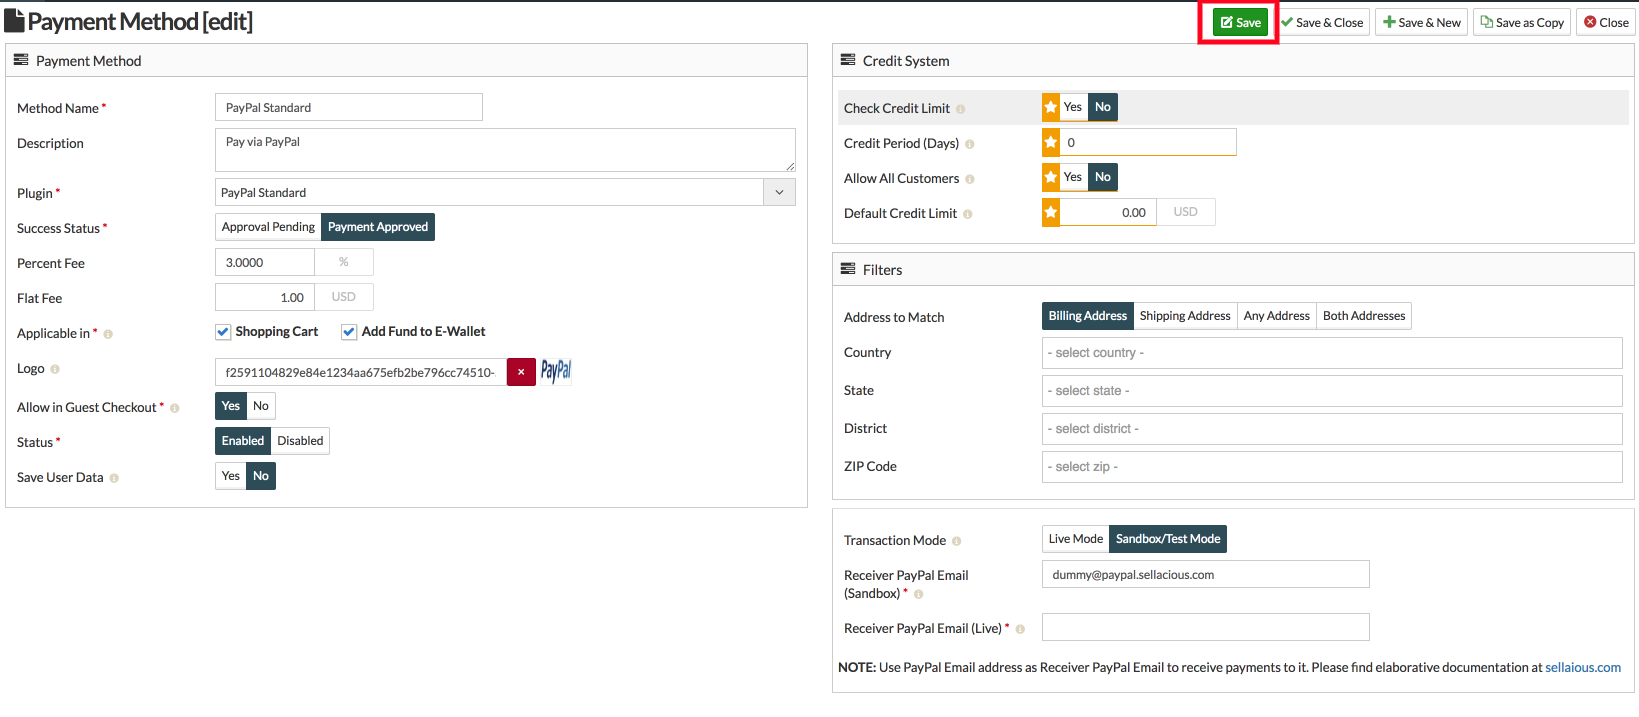 Payment Method [edit]
Save
Save & Close
Save & New
Save as Copy
Close
Payment Method
Method Name *
PayPal Standard
Description
Pay via PayPal
Plugin *
PayPal Standard
Success Status *
Approval Pending
Payment Approved
Percent Fee
3.0000
%
Flat Fee
1.00
USD
Applicable in *
Shopping Cart
Add Fund to E-Wallet
Logo
f2591104829e84e1234aa675efb2be796cc74510-
PayPal
Allow in Guest Checkout *
Yes
No
Status *
Enabled
Disabled
Save User Data
Yes
No
Credit System
Check Credit Limit
Yes
No
Credit Period (Days)
0
Allow All Customers
Yes
No
Default Credit Limit
0.00
USD
Filters
Address to Match
Billing Address
Shipping Address
Any Address
Both Addresses
Country
- select country -
State
- select state -
District
- select district -
ZIP Code
- select zip -
Transaction Mode
Live Mode
Sandbox/Test Mode
Receiver PayPal Email
(Sandbox) *
dummy@paypal.sellacious.com
Receiver PayPal Email (Live) *
NOTE: Use PayPal Email address as Receiver PayPal Email to receive payments to it. Please find elaborative documentation at sellaious.com